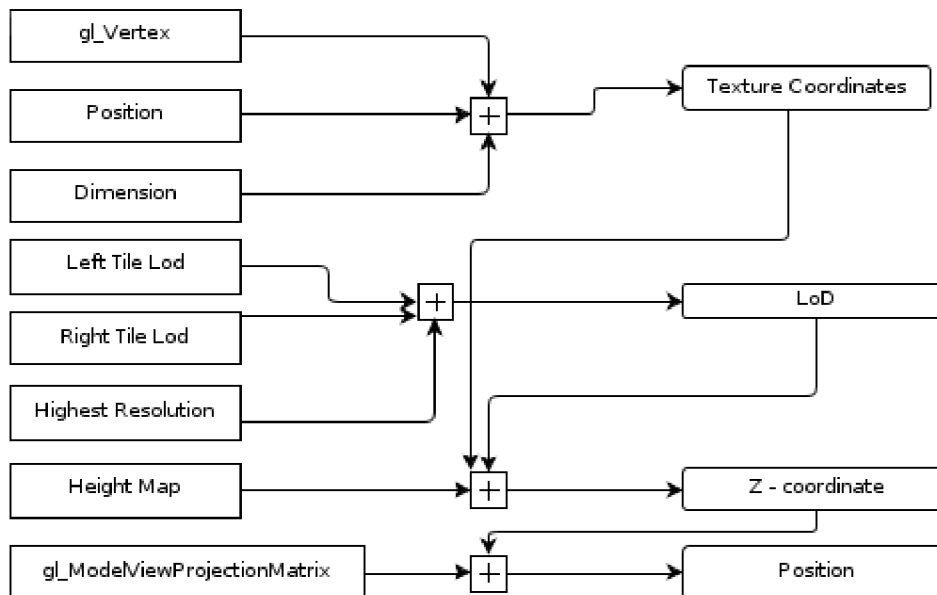 gl_Vertex
Position
+
Texture Coordinates
Dimension
Left Tile Lod
+
LoD
Right Tile Lod
Highest Resolution
Height Map
+
Z - coordinate
gl_ModelViewProjectionMatrix
+
Position